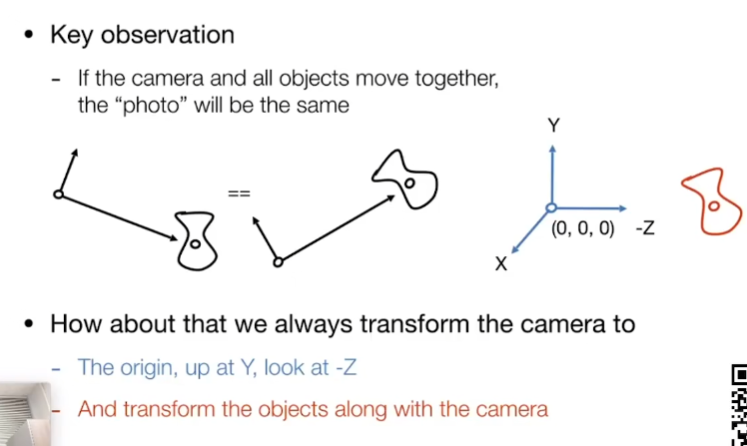 • Key observation
- If the camera and all objects move together,
the “photo” will be the same
Y
==
(0, 0, 0) -Z
X
• How about that we always transform the camera to
- The origin, up at Y, look at -Z
- And transform the objects along with the camera